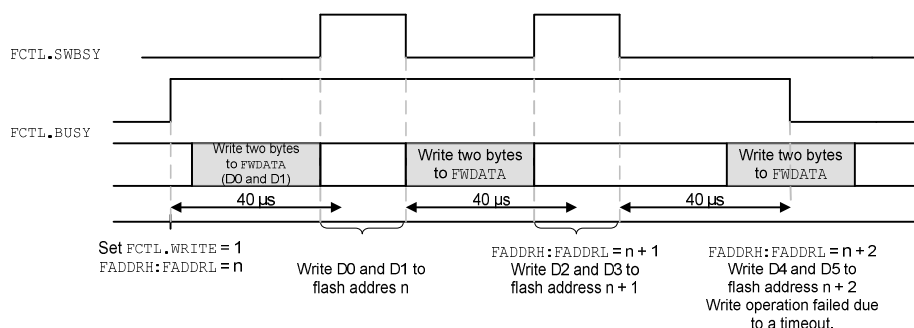 FCTL.SWBSY
FCTL.BUSY
Write two bytes
to FWDATA
(D0 and D1)
Write two bytes
to FWDATA
Write two bytes
to FWDATA
40 µs
40 µs
40 µs
Set FCTL.WRITE = 1
FADDRH:FADDRL = n
Write D0 and D1 to
flash addres n
FADDRH:FADDRL = n + 1
Write D2 and D3 to
flash address n + 1
FADDRH:FADDRL = n + 2
Write D4 and D5 to
flash address n + 2
Write operation failed due
to a timeout.